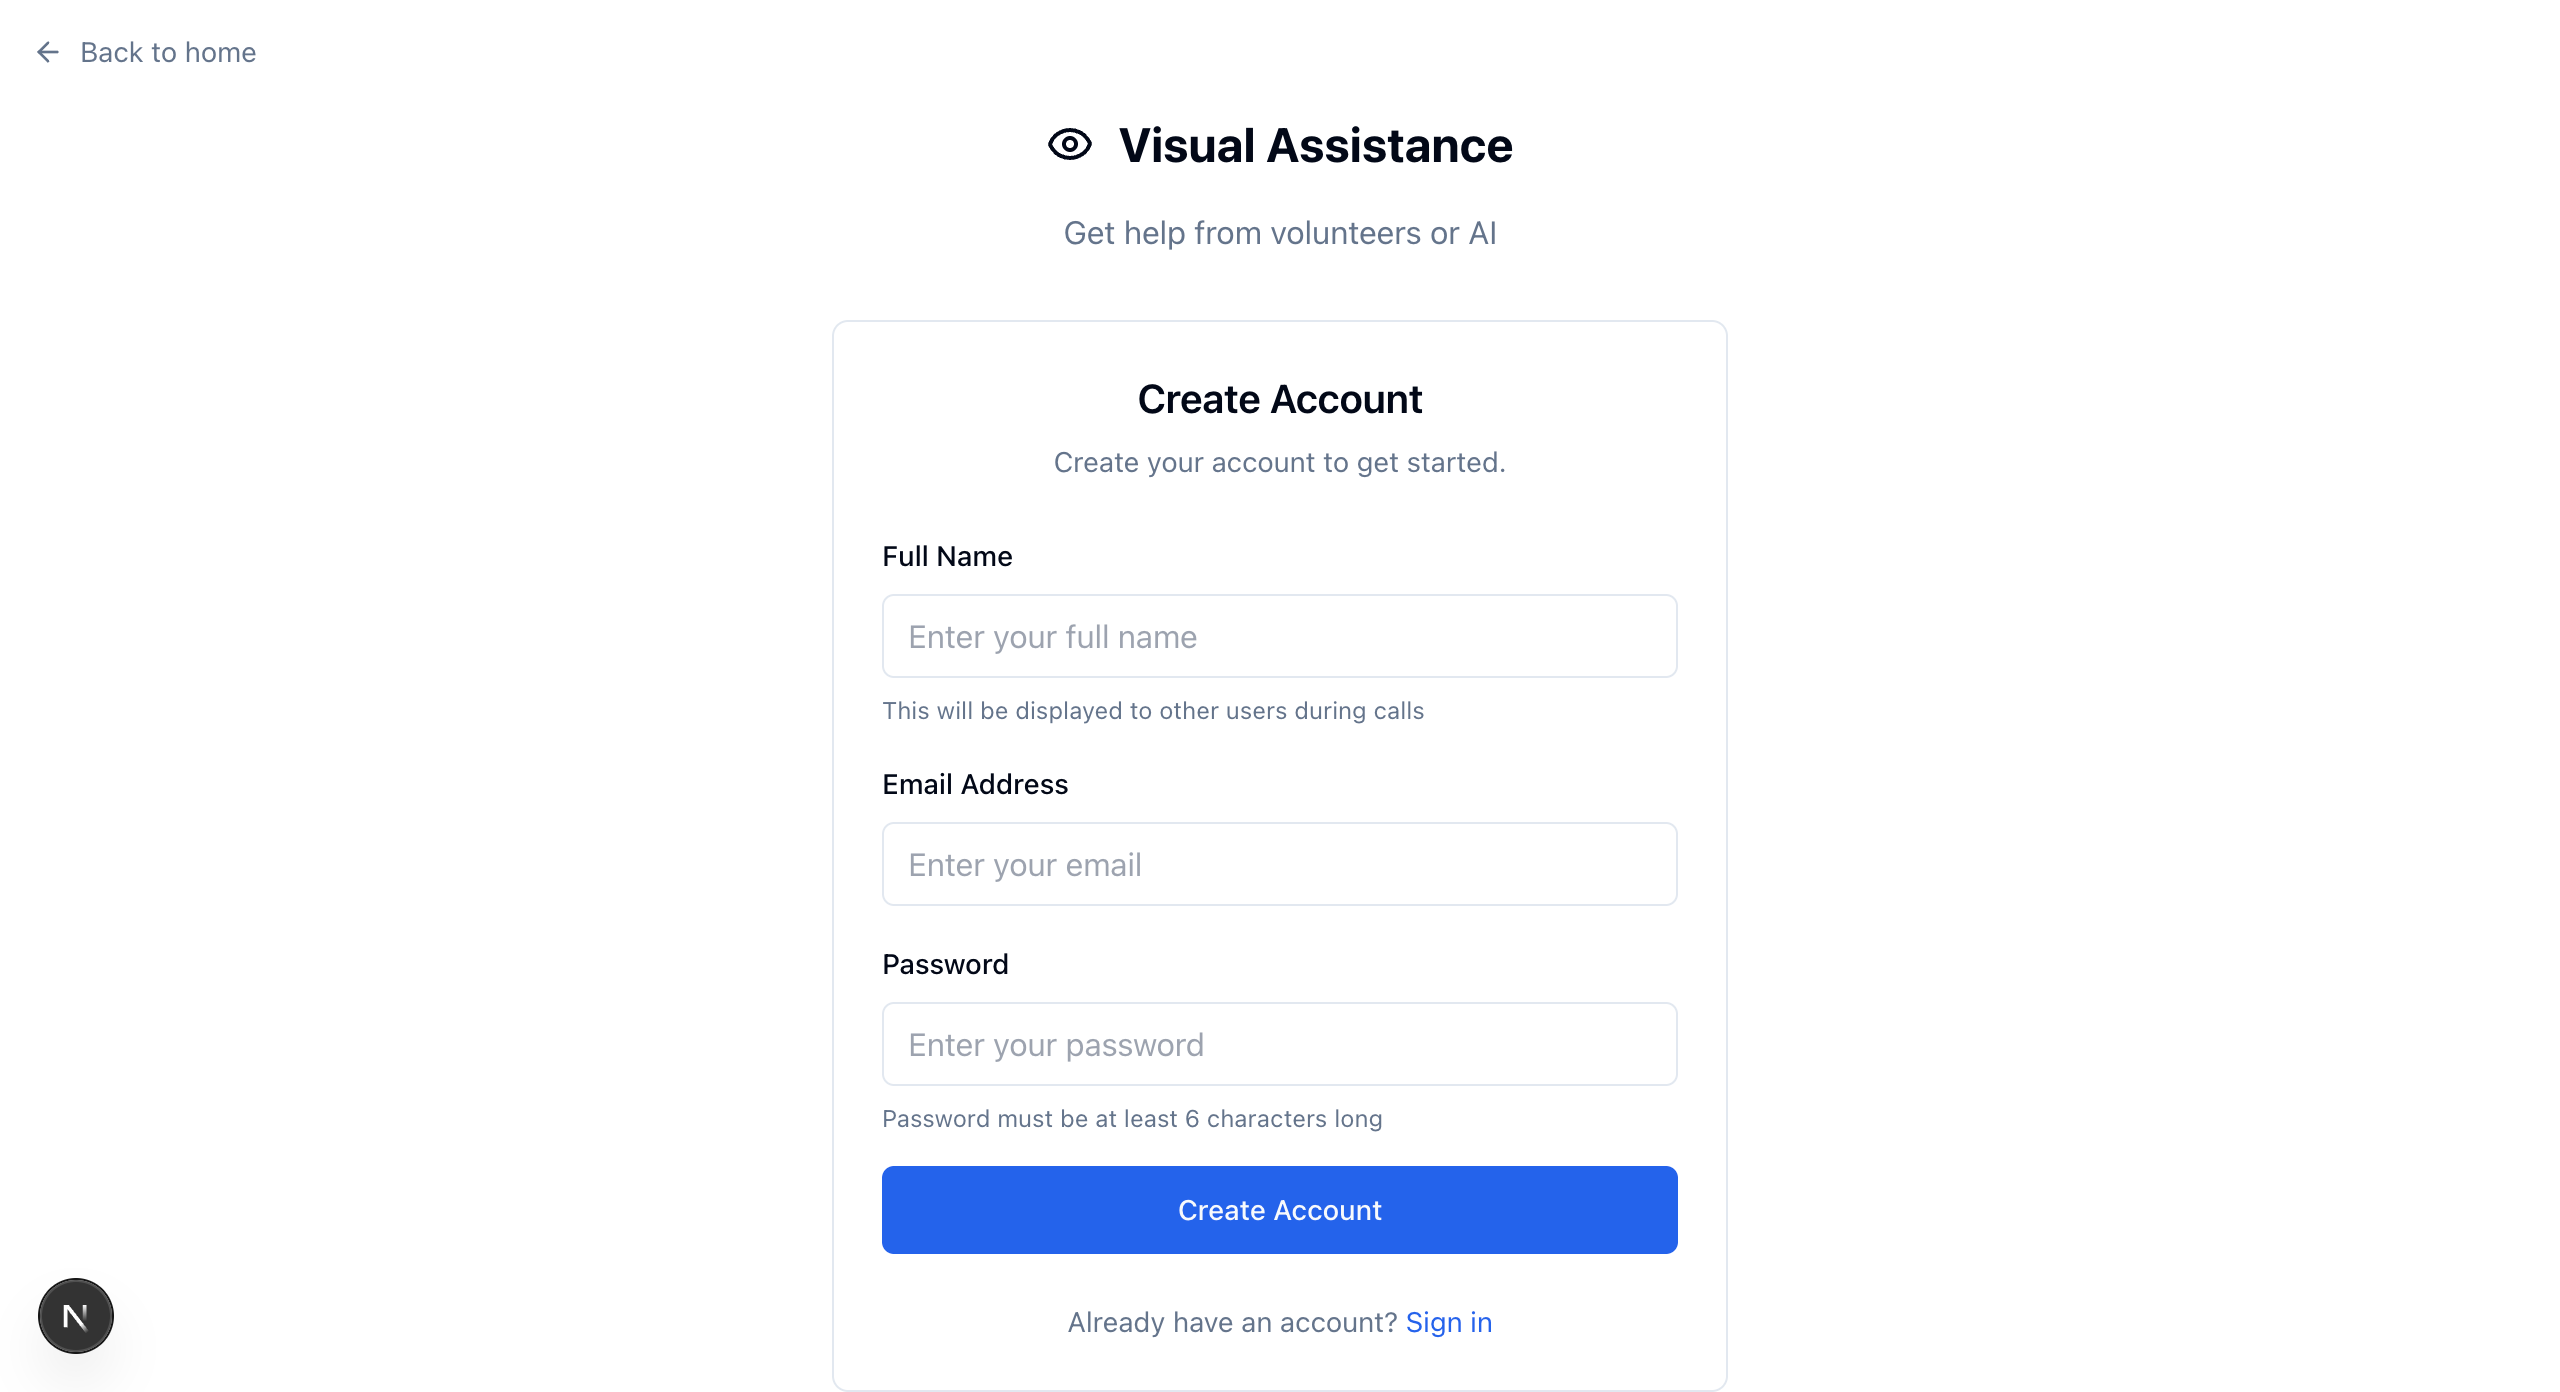 Back to home
Visual Assistance
Get help from volunteers or AI
Create Account
Create your account to get started.
Full Name
Enter your full name
This will be displayed to other users during calls
Email Address
Enter your email
Password
Enter your password
Password must be at least 6 characters long
Create Account
Already have an account? Sign in
N